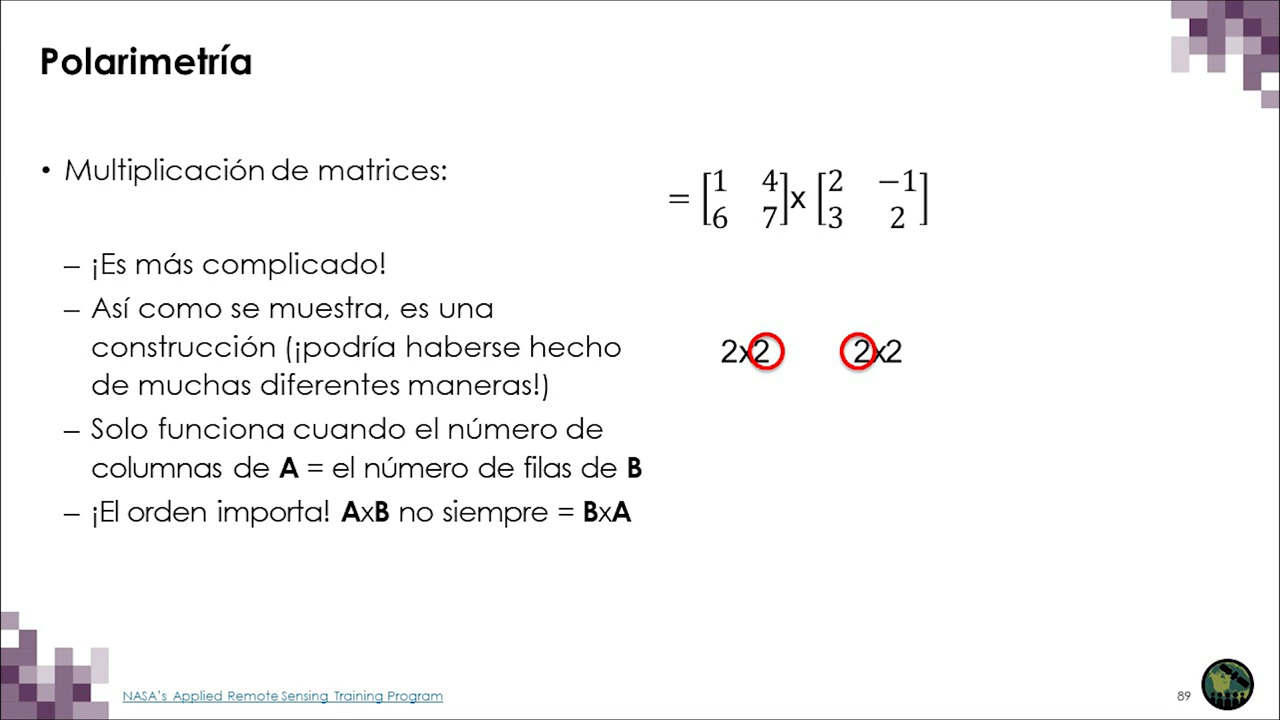 Polarimetría
• Multiplicación de matrices:
= [1 4] x [2 −1]
[6 7] [3 2]
– ¡Es más complicado!
– Así como se muestra, es una
construcción (¡podría haberse hecho
de muchas diferentes maneras!)
2x2 2x2
– Solo funciona cuando el número de
columnas de A = el número de filas de B
– ¡El orden importa! AxB no siempre = BxA
NASA's Applied Remote Sensing Training Program
89